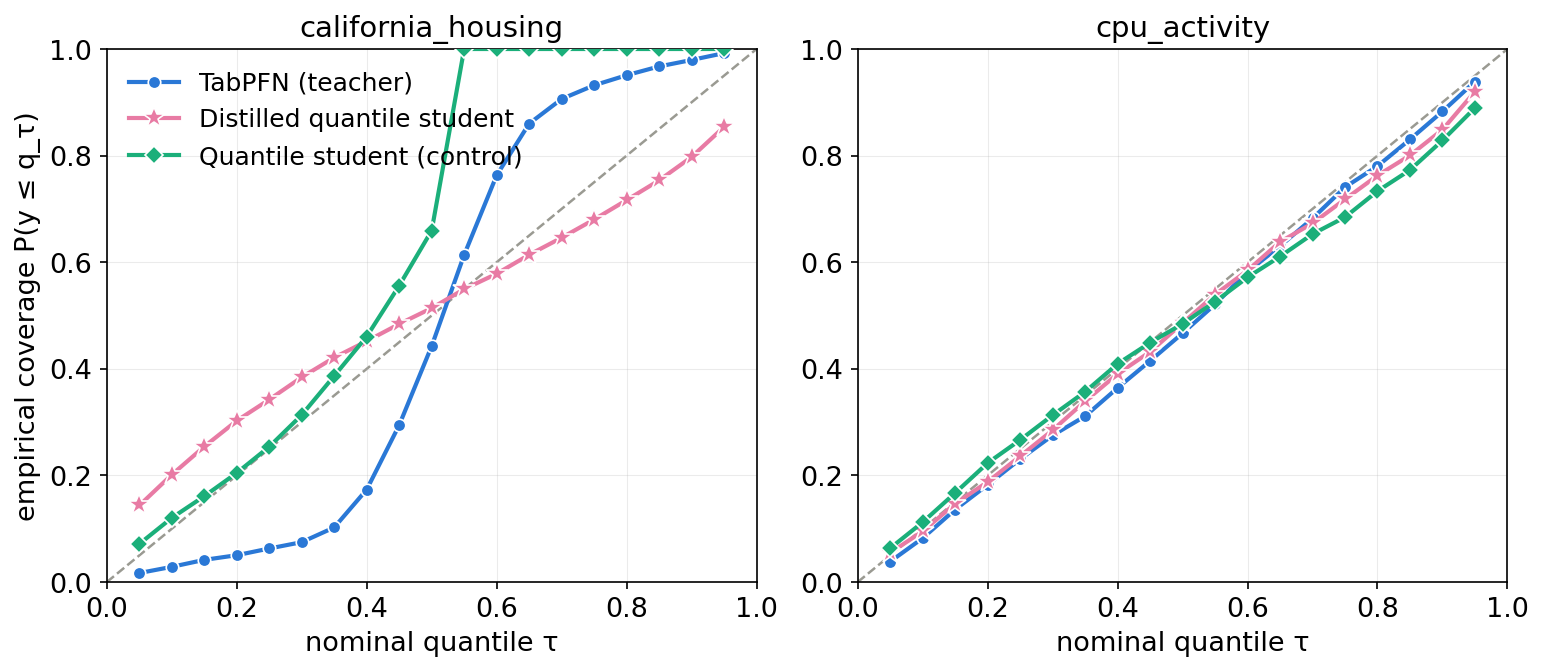 california_housing
cpu_activity
1.0
0.8
0.6
0.4
0.2
0.0
empirical coverage P(y ≤ q_τ)
TabPFN (teacher)
Distilled quantile student
Quantile student (control)
0.0 0.2 0.4 0.6 0.8 1.0
nominal quantile τ
1.0
0.8
0.6
0.4
0.2
0.0
0.0 0.2 0.4 0.6 0.8 1.0
nominal quantile τ